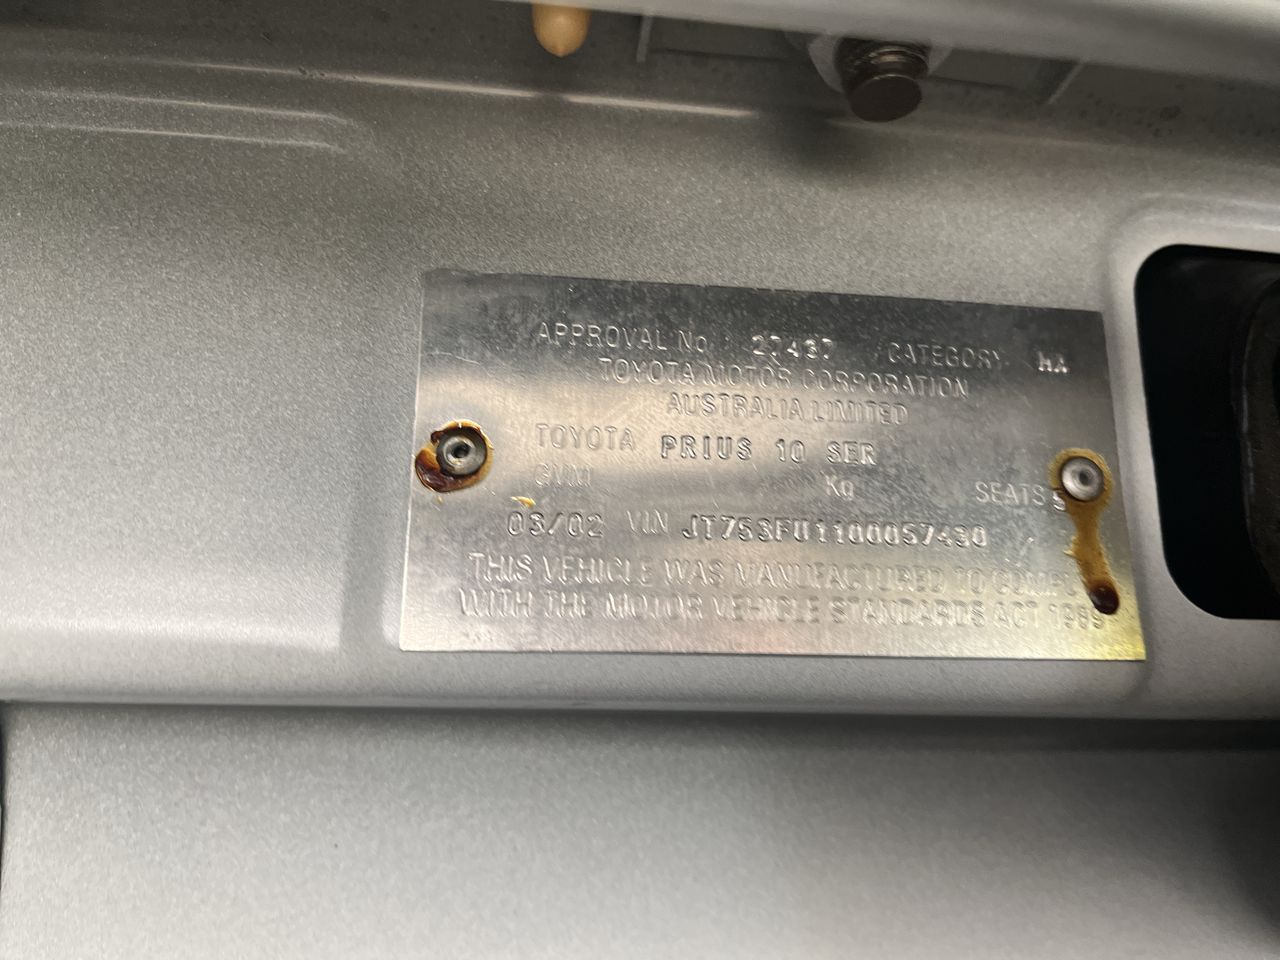 APPROVAL No. 27437 CATEGORY MA
TOYOTA MOTOR CORPORATION
AUSTRALIA LIMITED
TOYOTA PRIUS 10 SER
GVM Kg SEATS 5
03/02 VIN JT753FU1100057430
THIS VEHICLE WAS MANUFACTURED TO COMPLY
WITH THE MOTOR VEHICLE STANDARDS ACT 1989